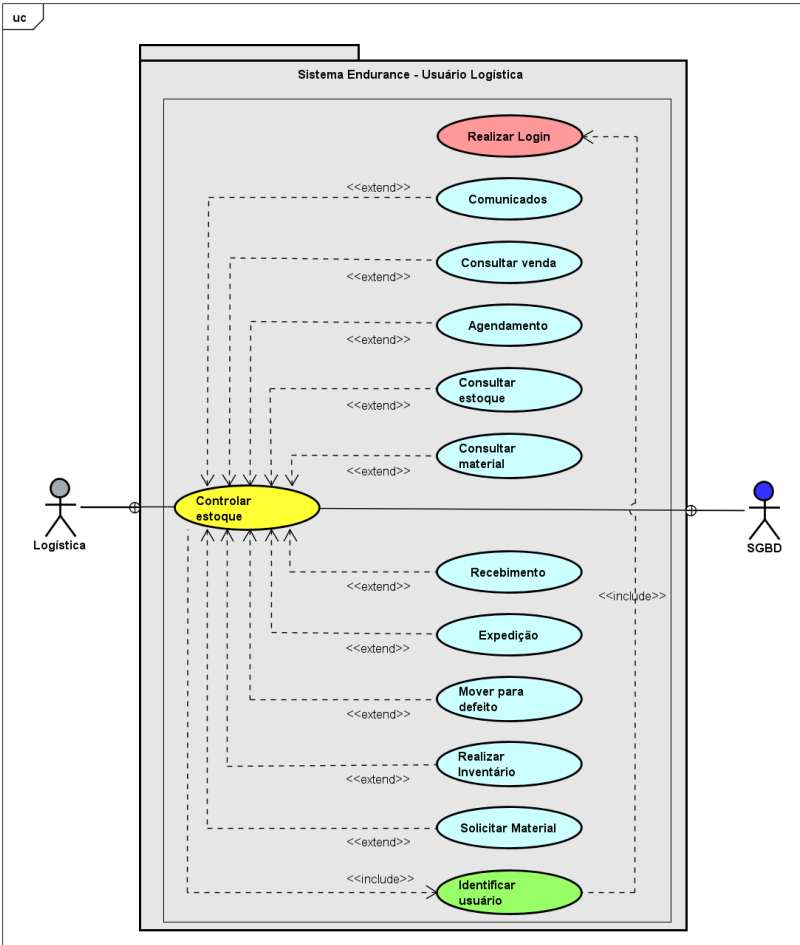 uc
Sistema Endurance - Usuário Logística
Realizar Login
<<extend>>
Comunicados
Consultar venda
<<extend>>
Agendamento
<<extend>>
Consultar
estoque
<<extend>>
Consultar
material
<<extend>>
Controlar
estoque
Logística
SGBD
Recebimento
<<extend>>
<<include>>
Expedição
<<extend>>
Mover para
defeito
<<extend>>
Realizar
Inventário
<<extend>>
Solicitar Material
<<extend>>
<<include>>
Identificar
usuário